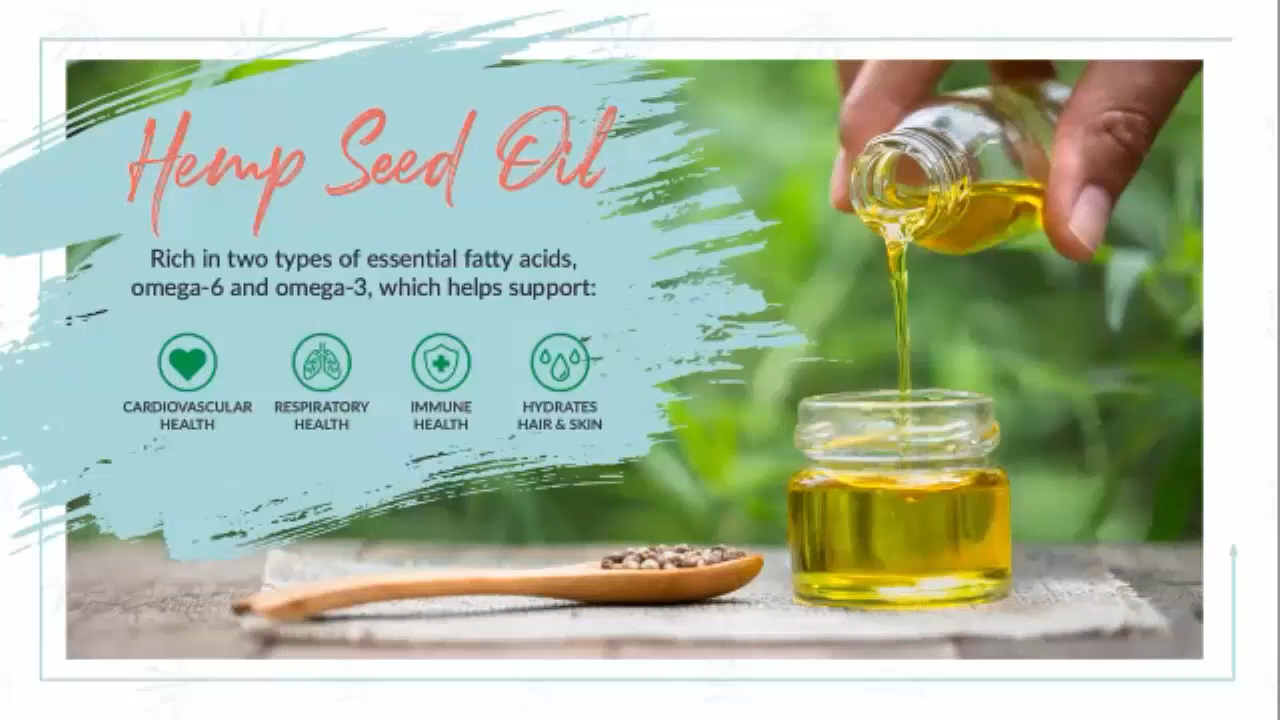 Hemp Seed Oil
Rich in two types of essential fatty acids,
omega-6 and omega-3, which helps support:
CARDIOVASCULAR
HEALTH
RESPIRATORY
HEALTH
IMMUNE
HEALTH
HYDRATES
HAIR & SKIN